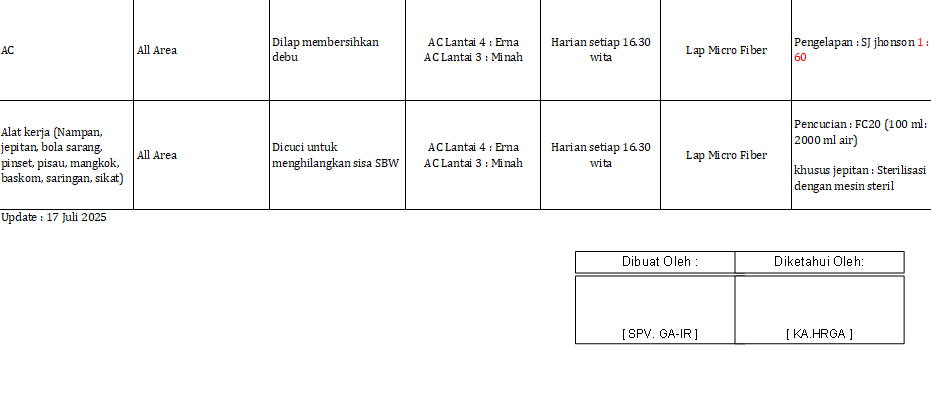 AC
All Area
Dilap membersihkan
debu
AC Lantai 4 : Erna
AC Lantai 3 : Minah
Harian setiap 16.30
wita
Lap Micro Fiber
Pengelapan : SJ jhonson 1 :
60
Alat kerja (Nampan,
jepitan, bola sarang,
pinset, pisau, mangkok,
baskom, saringan, sikat)
All Area
Dicuci untuk
menghilangkan sisa SBW
AC Lantai 4 : Erna
AC Lantai 3 : Minah
Harian setiap 16.30
wita
Lap Micro Fiber
Pencucian : FC20 (100 ml:
2000 ml air)
khusus jepitan : Sterilisasi
dengan mesin steril
Update : 17 Juli 2025
Dibuat Oleh :
Diketahui Oleh:
[ SPV. GA-IR ]
[ KA.HRGA ]